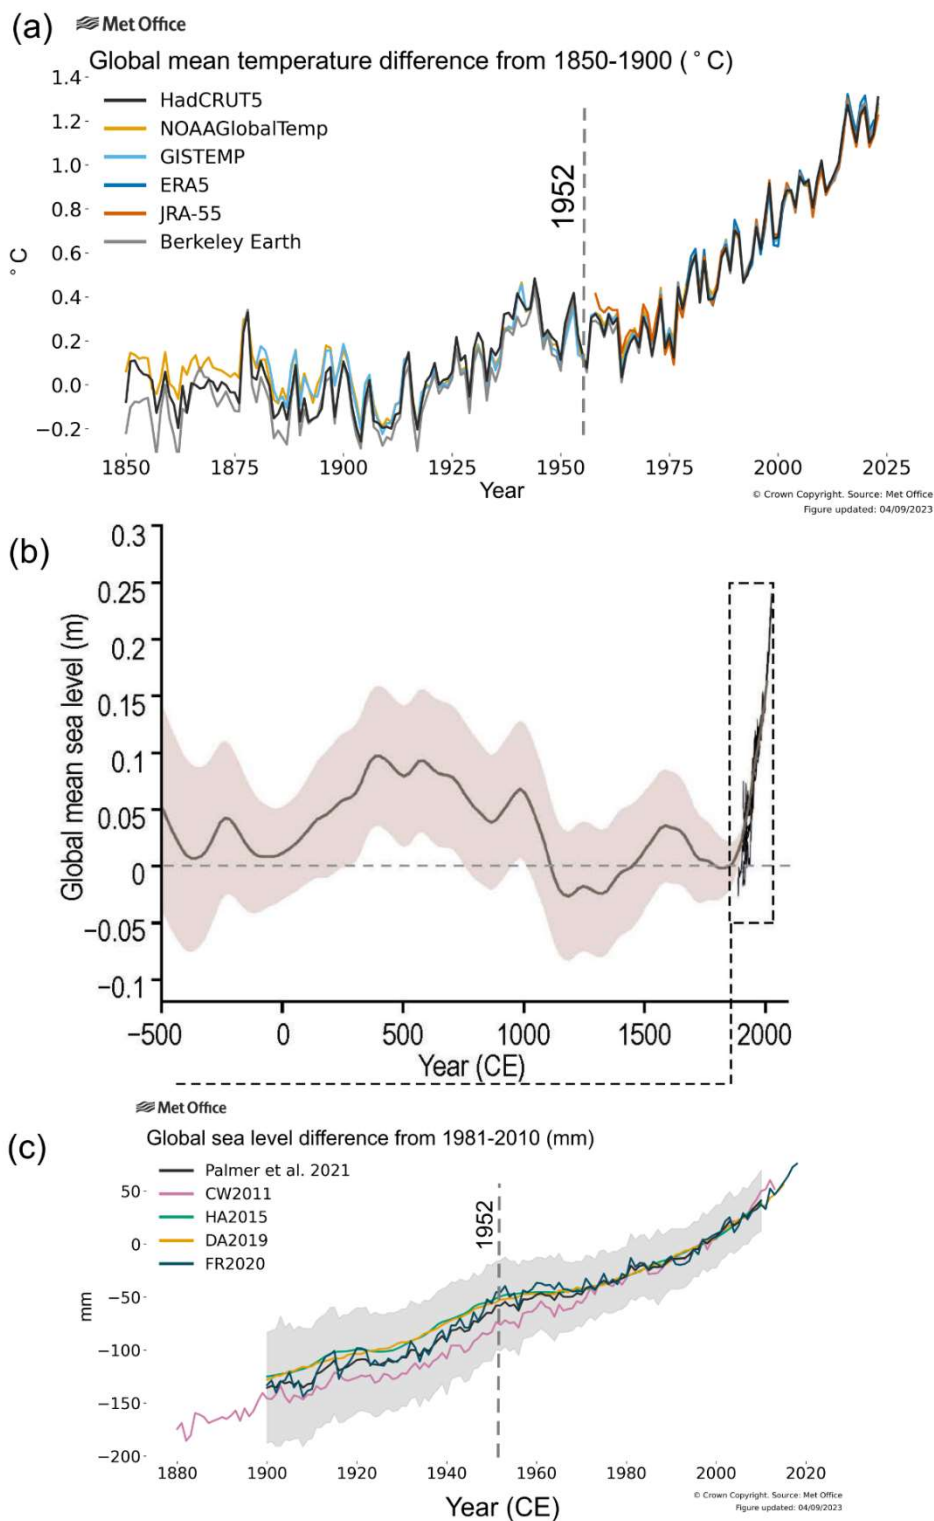 (a)
Met Office
Global mean temperature difference from 1850-1900 ( ° C)
1.4
1.2
1.0
0.8
0.6
0.4
0.2
0.0
−0.2
°C
HadCRUT5
NOAAGlobalTemp
GISTEMP
ERA5
JRA-55
Berkeley Earth
1952
1850 1875 1900 1925 1950 1975 2000 2025
Year
© Crown Copyright. Source: Met Office
Figure updated: 04/09/2023
(b)
Global mean sea level (m)
0.3
0.25
0.2
0.15
0.1
0.05
0
−0.05
−0.1
−500 0 500 1000 1500 2000
Year (CE)
Met Office
(c)
Global sea level difference from 1981-2010 (mm)
Palmer et al. 2021
CW2011
HA2015
DA2019
FR2020
1952
50
0
−50
−100
−150
−200
mm
1880 1900 1920 1940 1960 1980 2000 2020
Year (CE)
© Crown Copyright. Source: Met Office
Figure updated: 04/09/2023